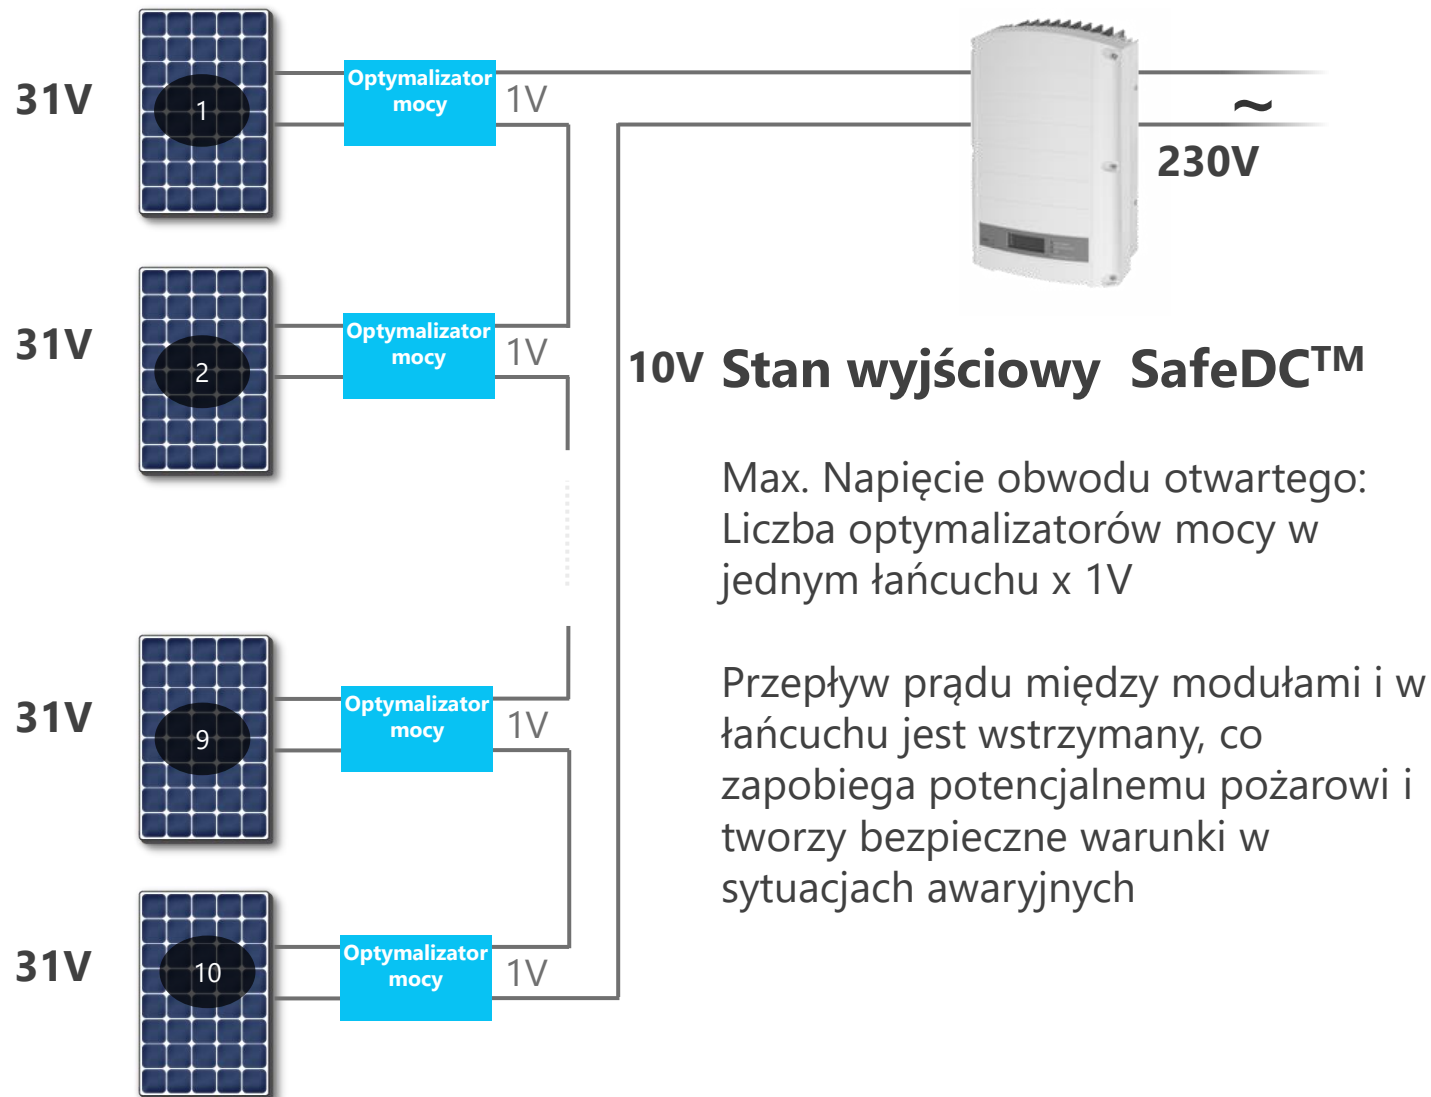 31V
1
Optymalizator
mocy
1V
~
230V
31V
2
Optymalizator
mocy
1V
10V Stan wyjściowy SafeDC™
Max. Napięcie obwodu otwartego:
Liczba optymalizatorów mocy w
jednym łańcuchu x 1V
Przepływ prądu między modułami i w
łańcuchu jest wstrzymany, co
zapobiega potencjalnemu pożarowi i
tworzy bezpieczne warunki w
sytuacjach awaryjnych
31V
9
Optymalizator
mocy
1V
31V
10
Optymalizator
mocy
1V